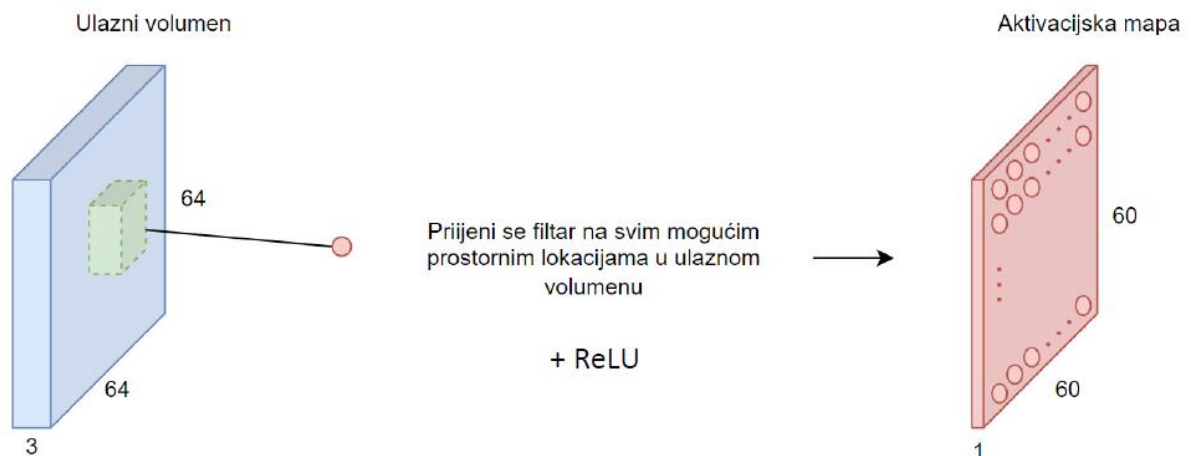 Ulazni volumen
Aktivacijska mapa
64
64
3
Priijeni se filtar na svim mogućim
prostornim lokacijama u ulaznom
volumenu
+ ReLU
60
60
1